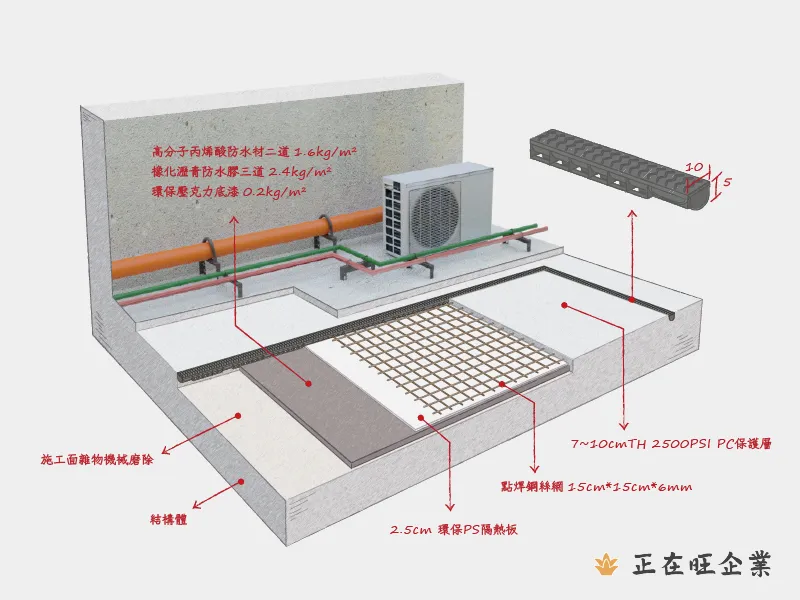 高分子丙烯酸防水材二道 1.6kg/m²
橡化瀝青防水膠三道 2.4kg/m²
環保壓克力底漆 0.2kg/m²
10
5
7~10cmTH 2500PSI PC保護層
施工面雜物機械磨除
點焊鋼絲網 15cm*15cm*6mm
結構體
2.5cm 環保PS隔熱板
正在旺企業